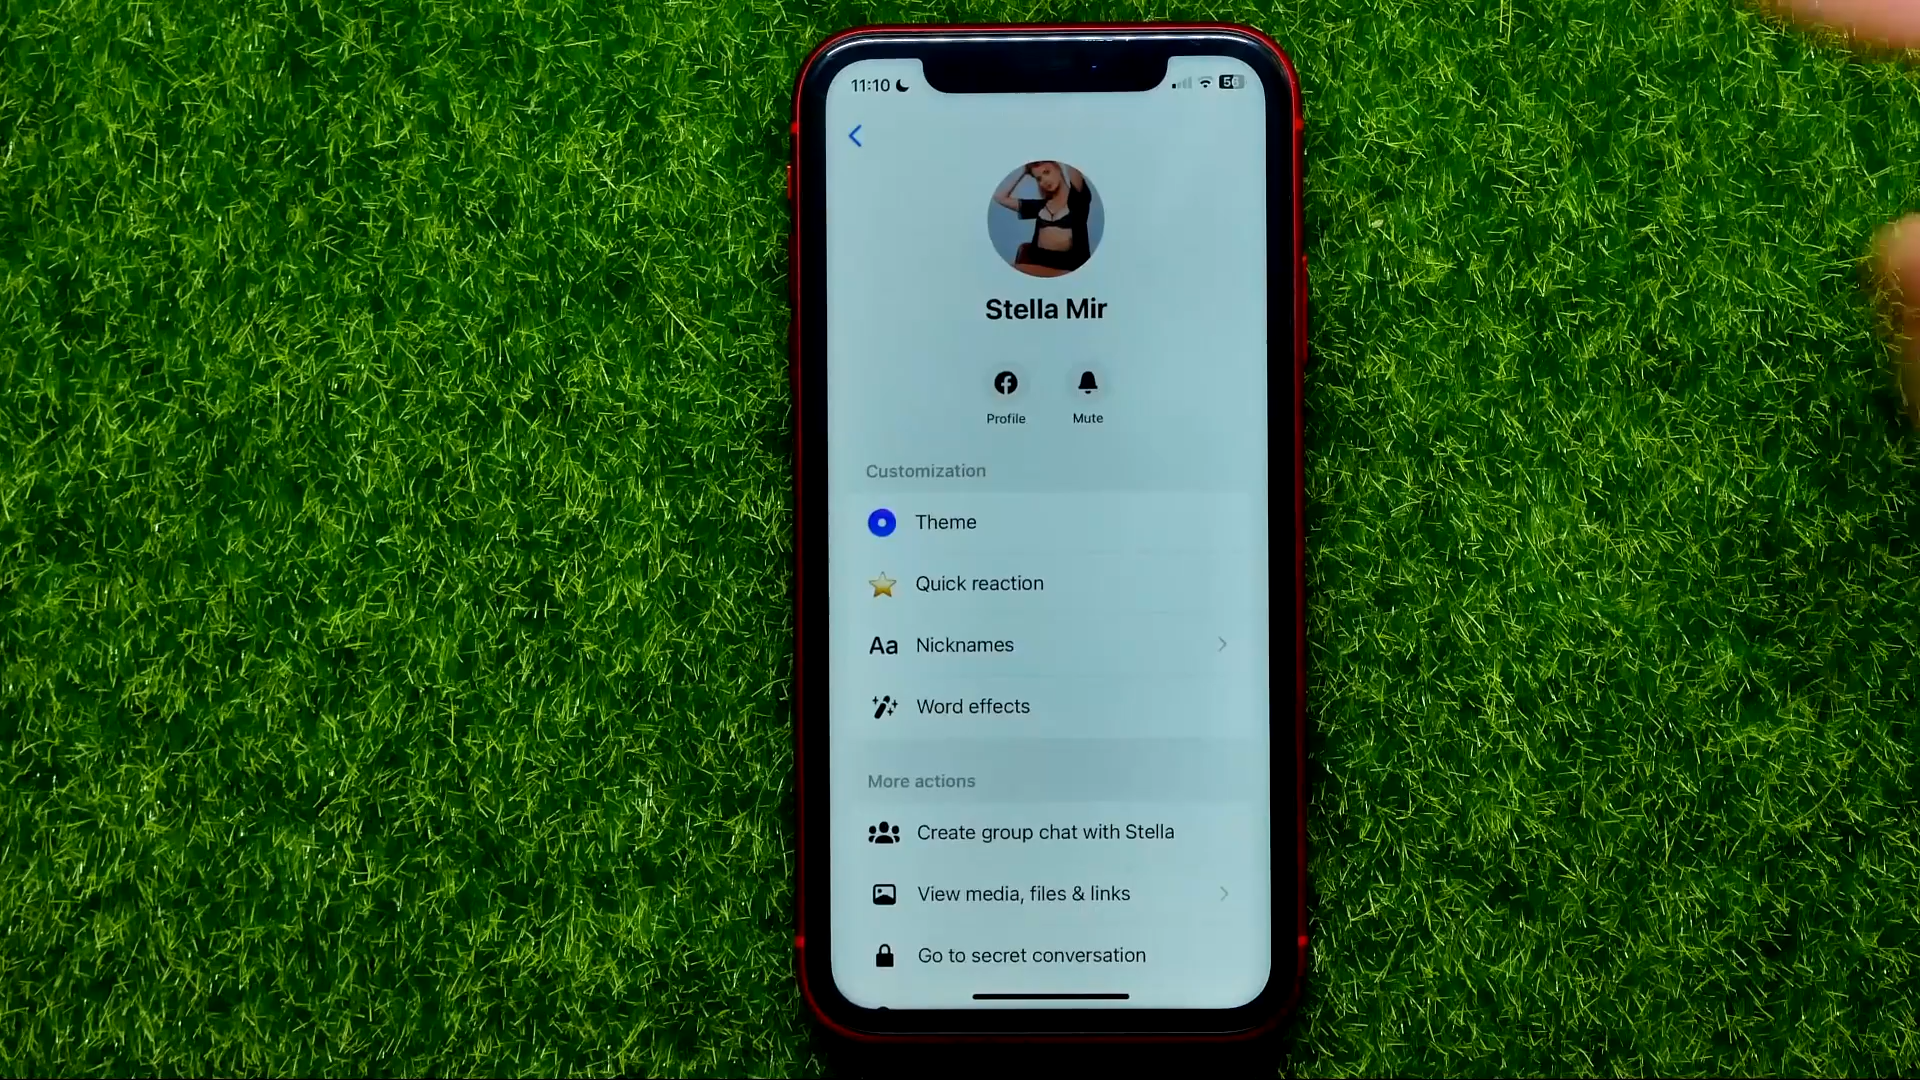 11:10
56
Stella Mir
Profile
Mute
Customization
Theme
Quick reaction
Aa Nicknames
Word effects
More actions
Create group chat with Stella
View media, files & links
Go to secret conversation